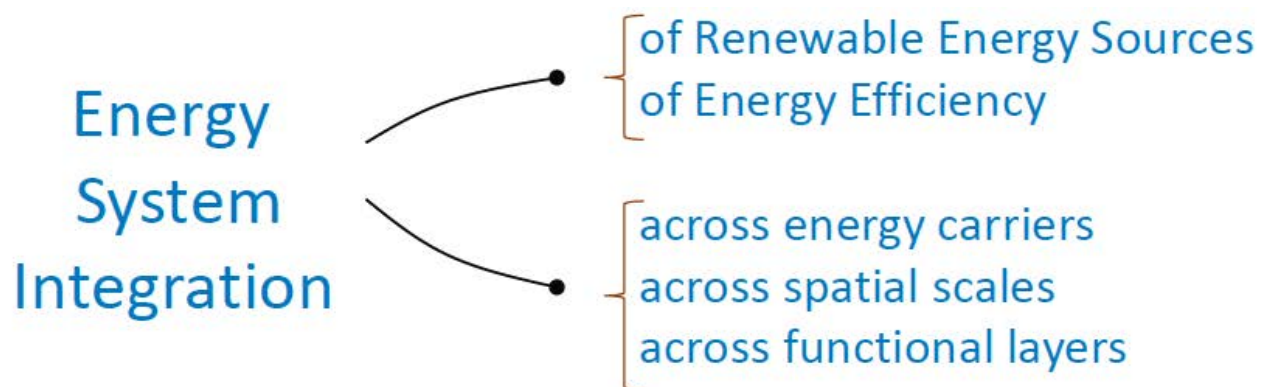 Energy
System
Integration
of Renewable Energy Sources
of Energy Efficiency
across energy carriers
across spatial scales
across functional layers